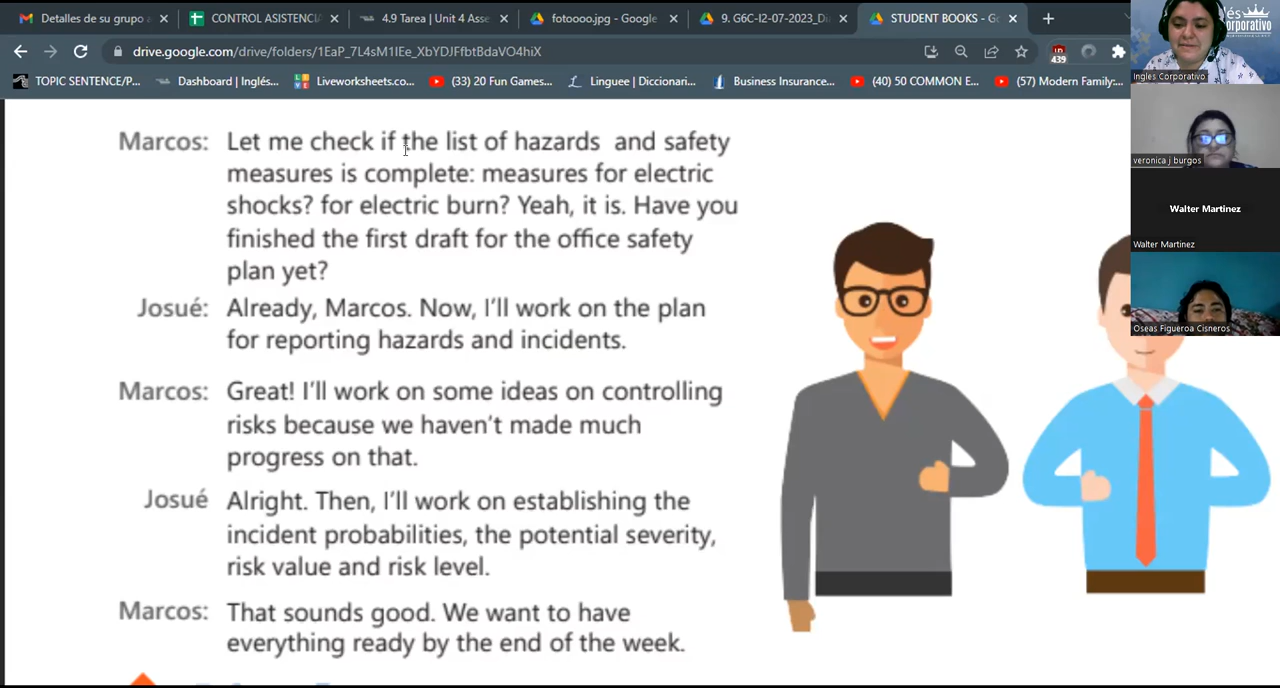 Detalles de su grupo a
CONTROL ASISTENCI
4.9 Tarea | Unit 4 Asse
fotoooo.jpg - Google
9. G6C-I2-07-2023_Di
STUDENT BOOKS - Go
drive.google.com/drive/folders/1EaP_7L4sM1IEe_XbYDJFfbtBdaVO4hiX
439
TOPIC SENTENCE/P...
Dashboard | Inglés...
Liveworksheets.co...
(33) 20 Fun Games...
Linguee | Diccionari...
Business Insurance...
(40) 50 COMMON E...
(57) Modern Family:...
Ingles Corporativo
veronica j burgos
Walter Martinez
Walter Martinez
Oseas Figueroa Cisneros
Marcos: Let me check if the list of hazards and safety
measures is complete: measures for electric
shocks? for electric burn? Yeah, it is. Have you
finished the first draft for the office safety
plan yet?
Josué: Already, Marcos. Now, I'll work on the plan
for reporting hazards and incidents.
Marcos: Great! I'll work on some ideas on controlling
risks because we haven't made much
progress on that.
Josué Alright. Then, I'll work on establishing the
incident probabilities, the potential severity,
risk value and risk level.
Marcos: That sounds good. We want to have
everything ready by the end of the week.